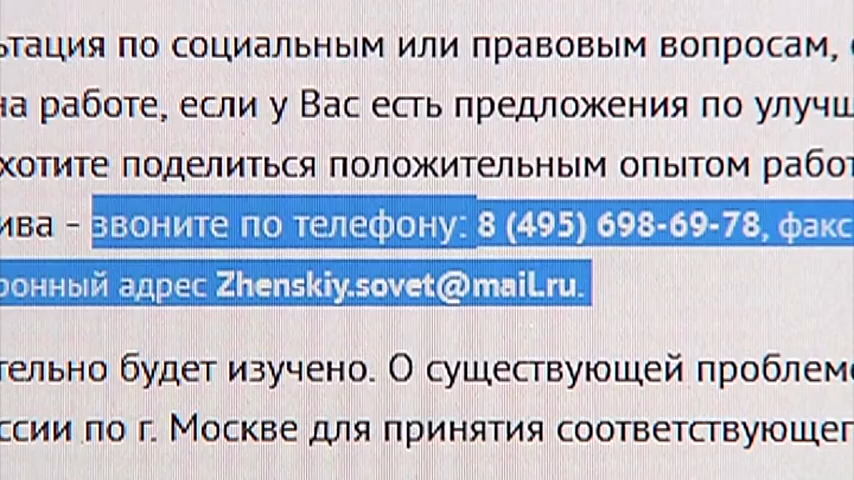 ьтация по социальным или правовым вопросам,
на работе, если у Вас есть предложения по улучш
хотите поделиться положительным опытом работ
ива - звоните по телефону: 8 (495) 698-69-78, факс
ронный адрес Zhenskiy.sovet@mail.ru.
тельно будет изучено. О существующей проблеме
ссии по г. Москве для принятия соответствующег